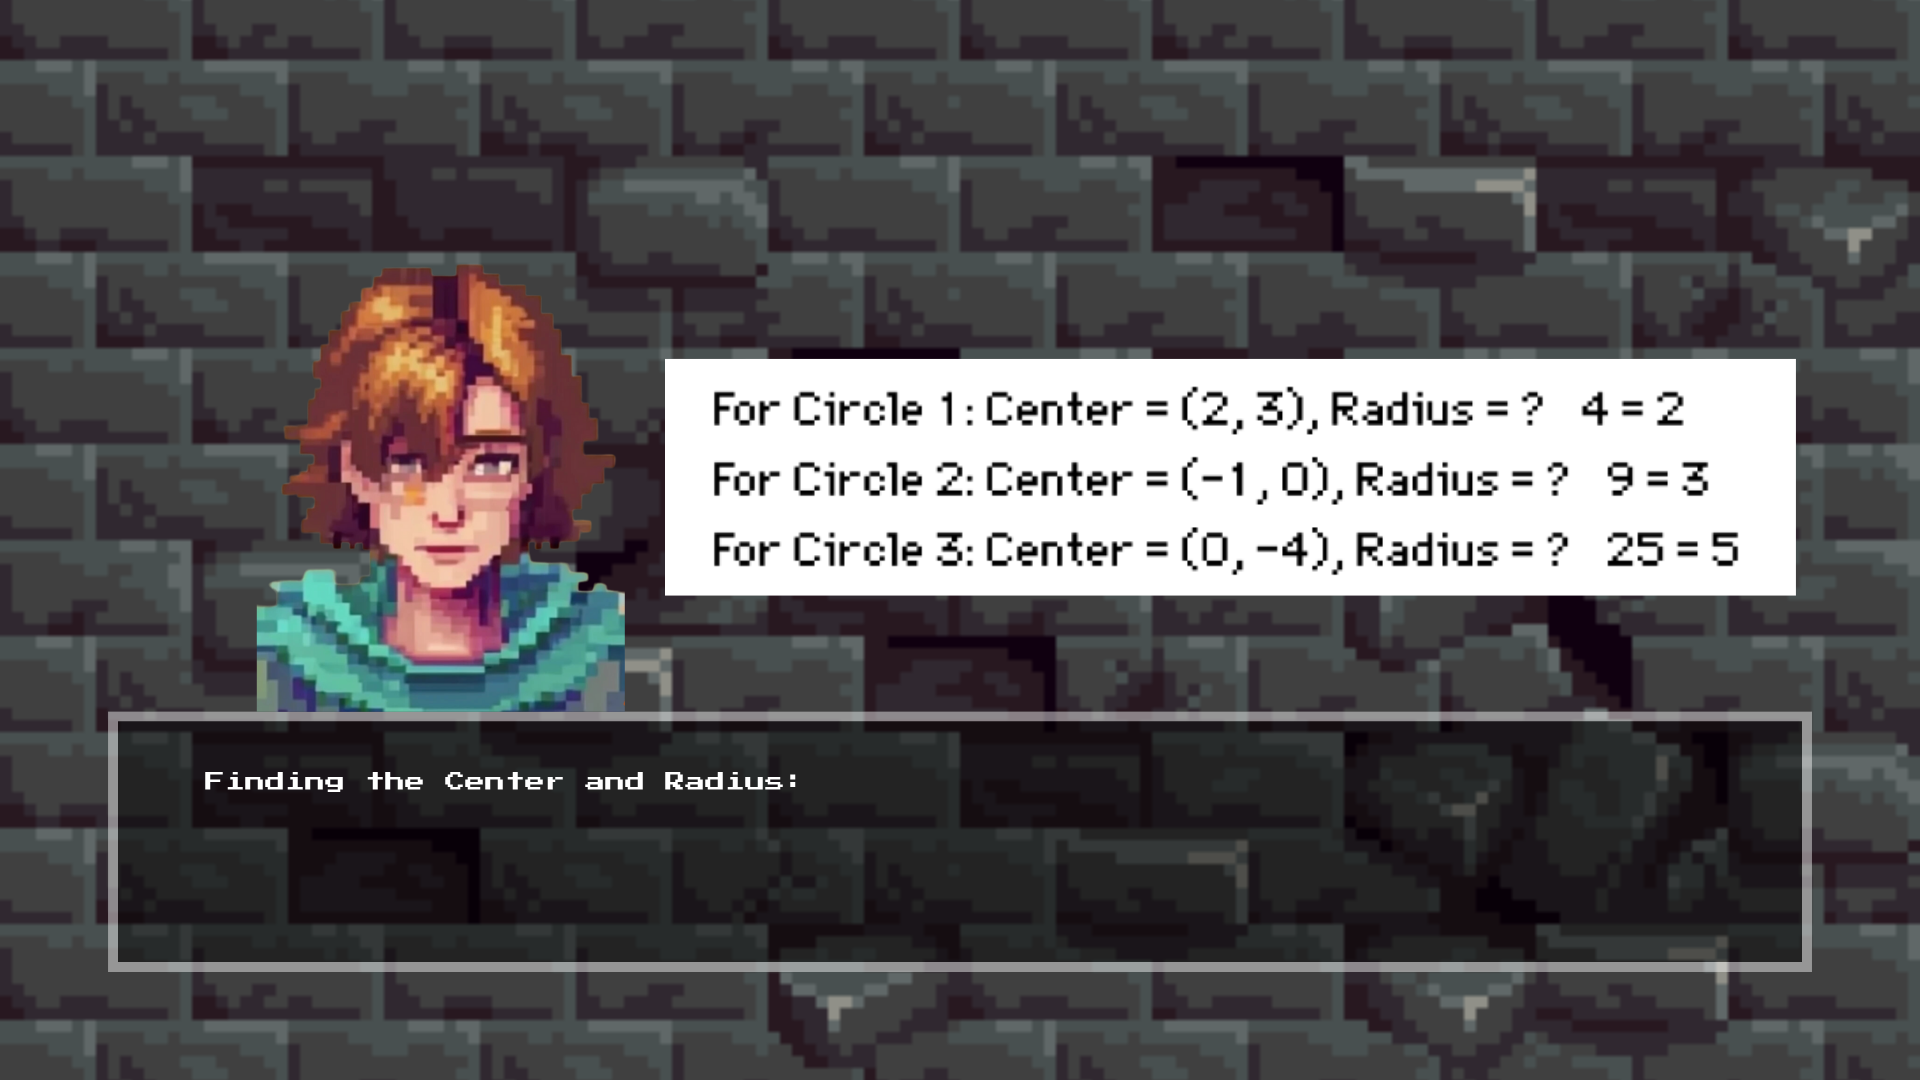 For Circle 1: Center = (2, 3), Radius = ? 4 = 2
For Circle 2: Center = (-1, 0), Radius = ? 9 = 3
For Circle 3: Center = (0, -4), Radius = ? 25 = 5
Finding the Center and Radius: